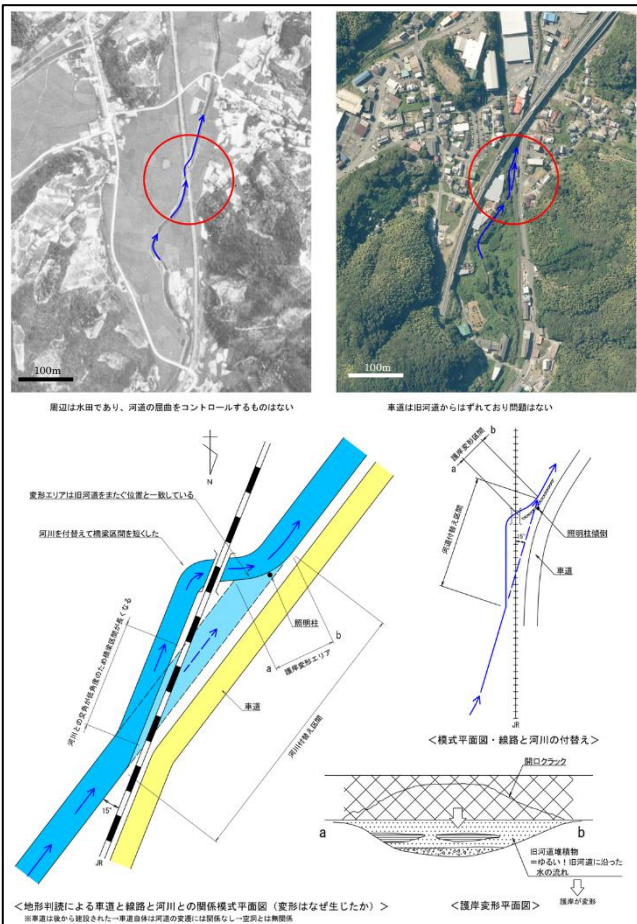 100m
100m
周辺は水田であり、河道の屈曲をコントロールするものはない
車道は旧河道からはずれており問題はない
N
変形エリアは旧河道をまたぐ位置と一致している
河川を付替えて橋梁区間を短くした
河川との交角が低角度のため橋梁区間が長くなる
照明柱
a
b
護岸変形エリア
車道
河川付替え区間
15°
JR
<地形判読による車道と線路と河川との関係模式平面図(変形はなぜ生じたか)>
※車道は後から建設された→車道自体は河道の変遷には関係なし→空洞とは無関係
護岸変形区間
a
b
河道付替え区間
照明柱傾倒
15°
車道
JR
<模式平面図・線路と河川の付替え>
開口クラック
a
b
旧河道堆積物
=ゆるい!旧河道に沿った
水の流れ
護岸が変形
<護岸変形平面図>